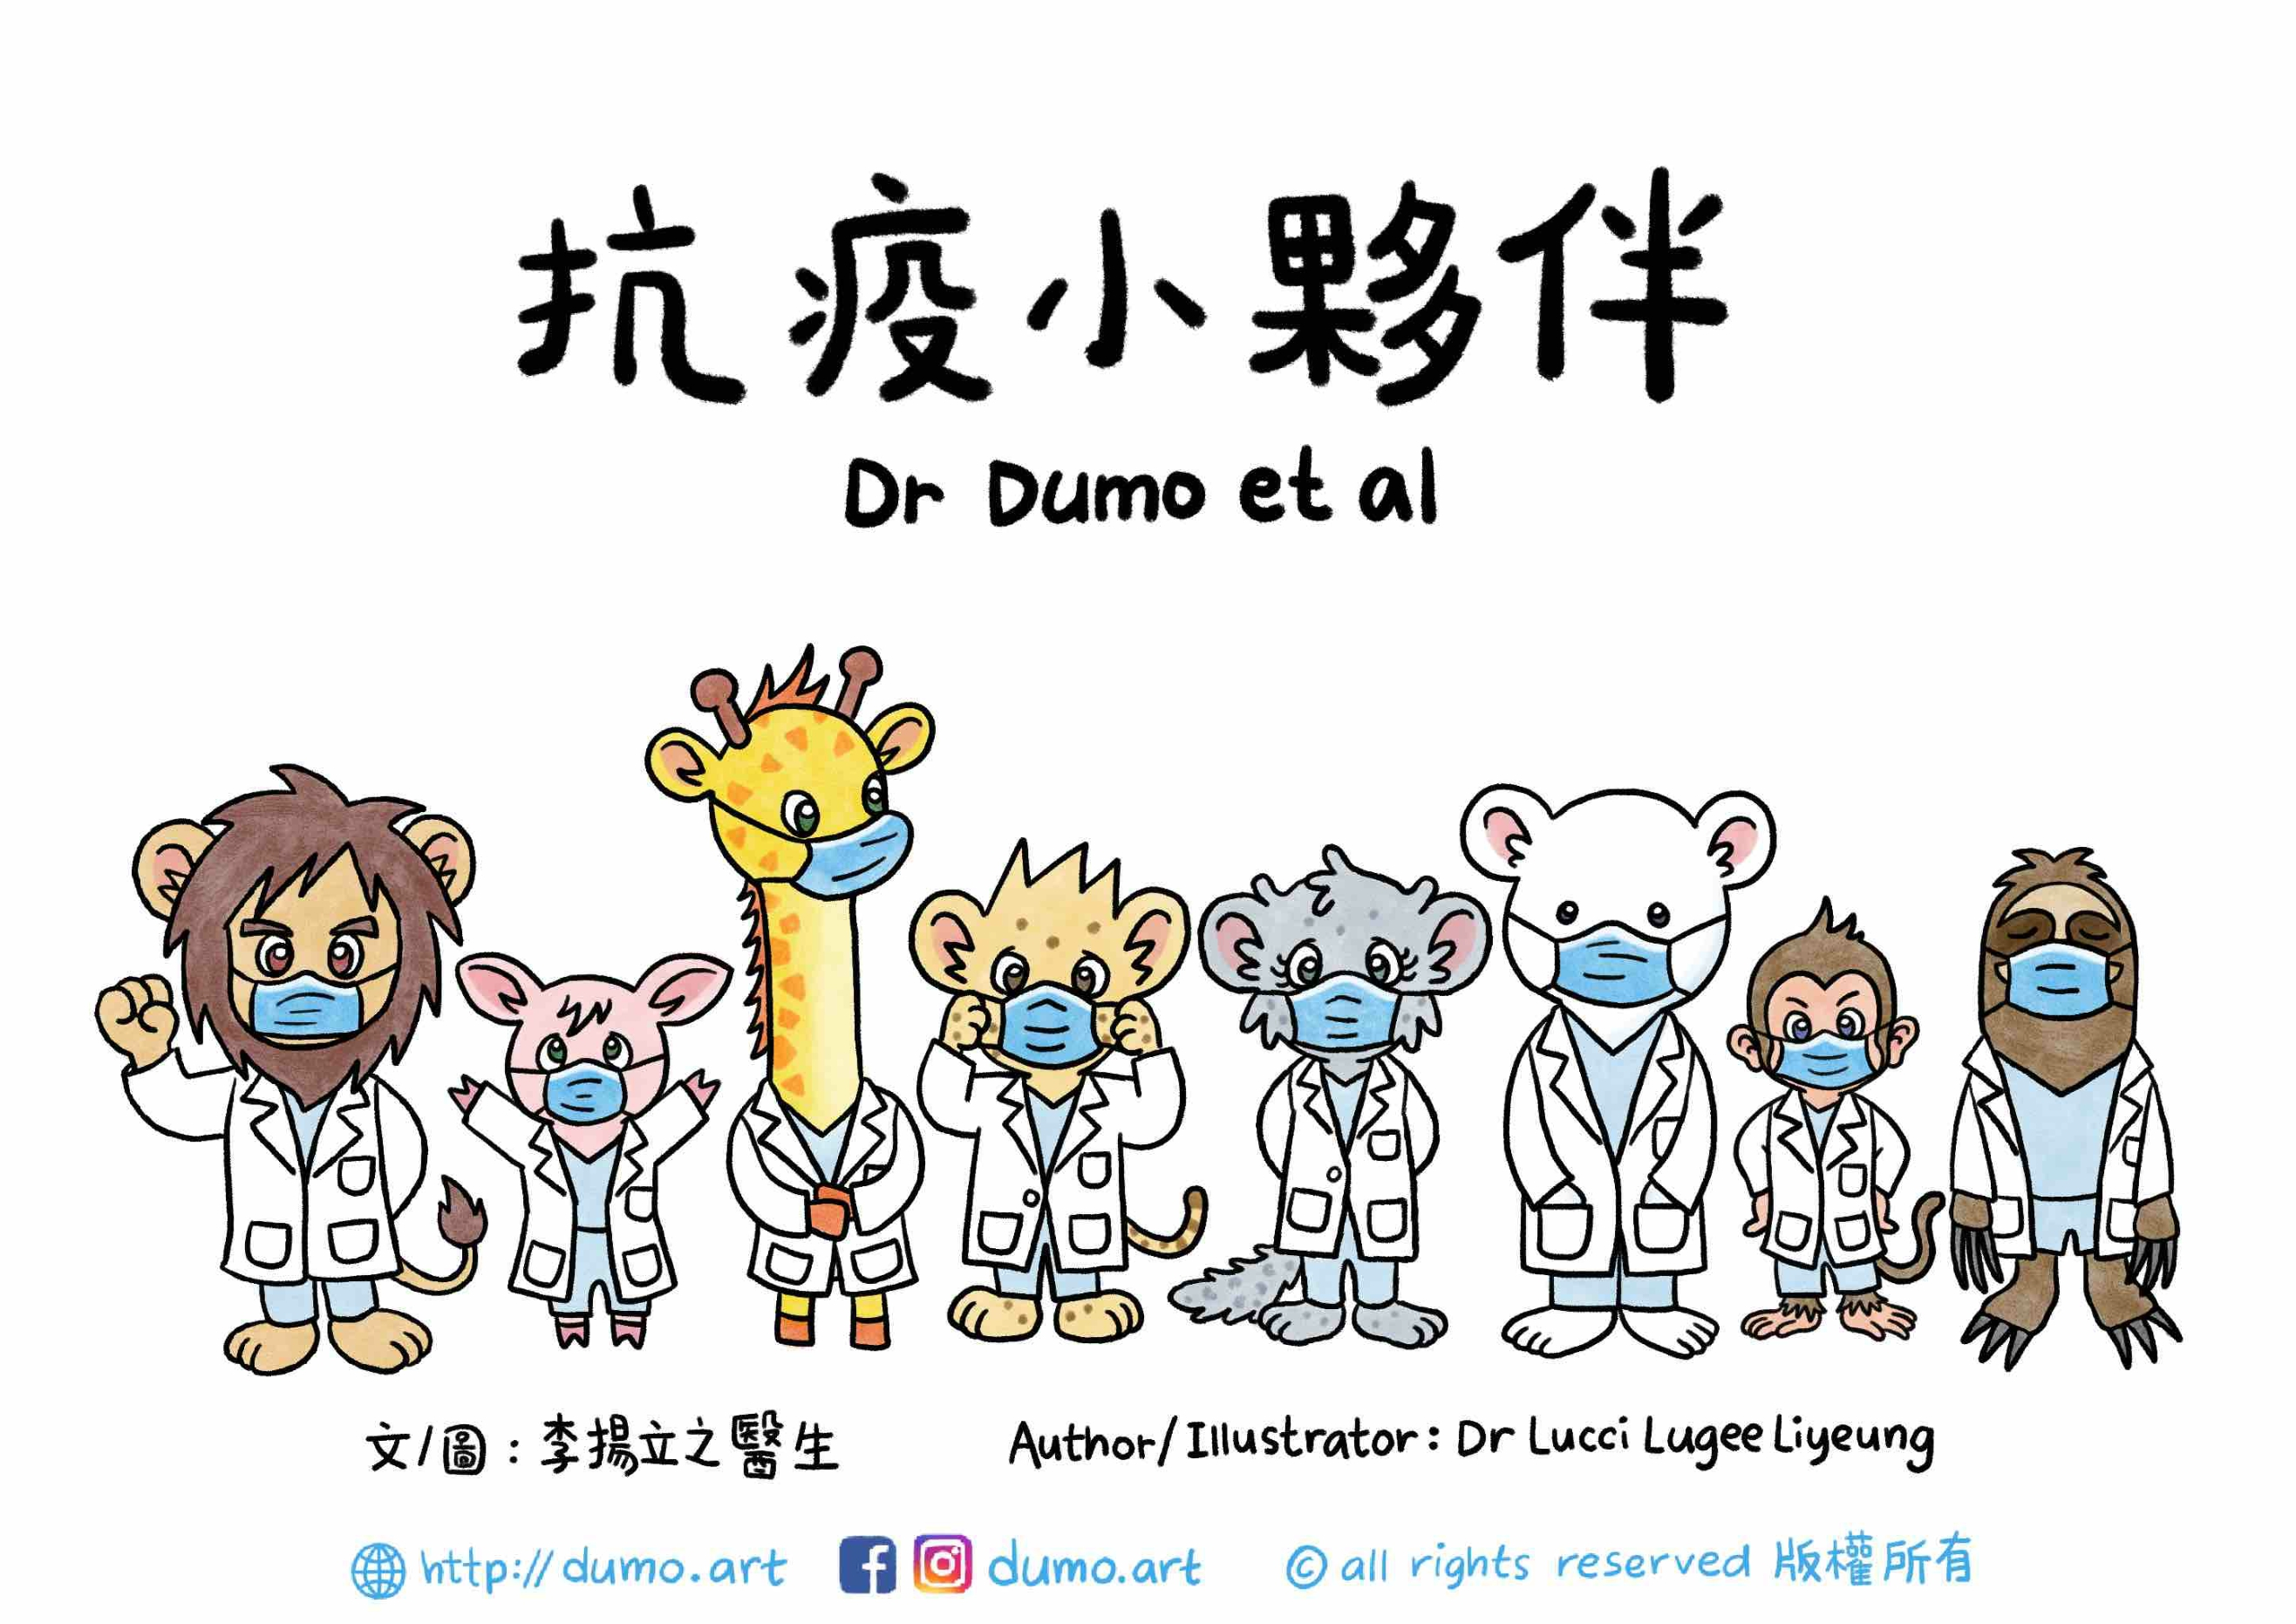 抗疫小夥伴
Dr Dumo et al
文/圖：李揚立之醫生
Author/Illustrator: Dr Lucci Lugee Liyeung
http://dumo.art
dumo.art
© all rights reserved 版權所有